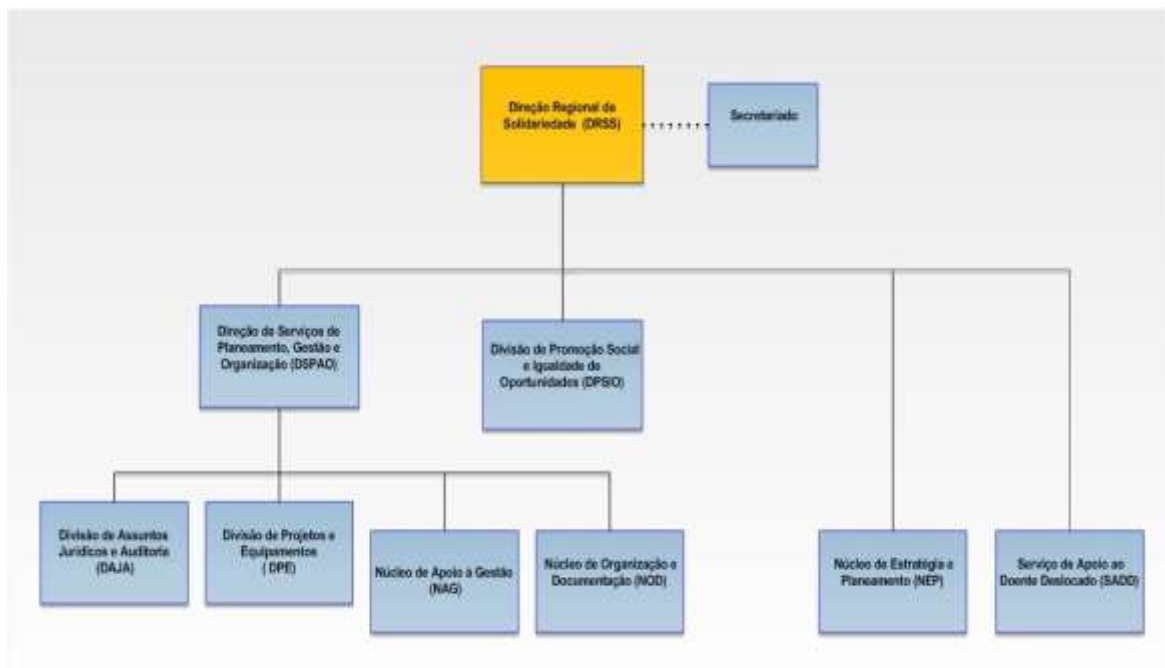 Direção Regional da
Solidariedade (DRSS)
Secretariado
Direção de Serviços de
Planeamento, Gestão e
Organização (DSPAO)
Divisão de Promoção Social
e Igualdade de
Oportunidades (DPSIO)
Divisão de Assuntos
Jurídicos e Auditoria
(DAJA)
Divisão de Projetos e
Equipamentos
( DPE)
Núcleo de Apoio à Gestão
(NAG)
Núcleo de Organização e
Documentação (NOD)
Núcleo de Estratégia e
Planeamento (NEP)
Serviço de Apoio ao
Doente Deslocado (SADD)